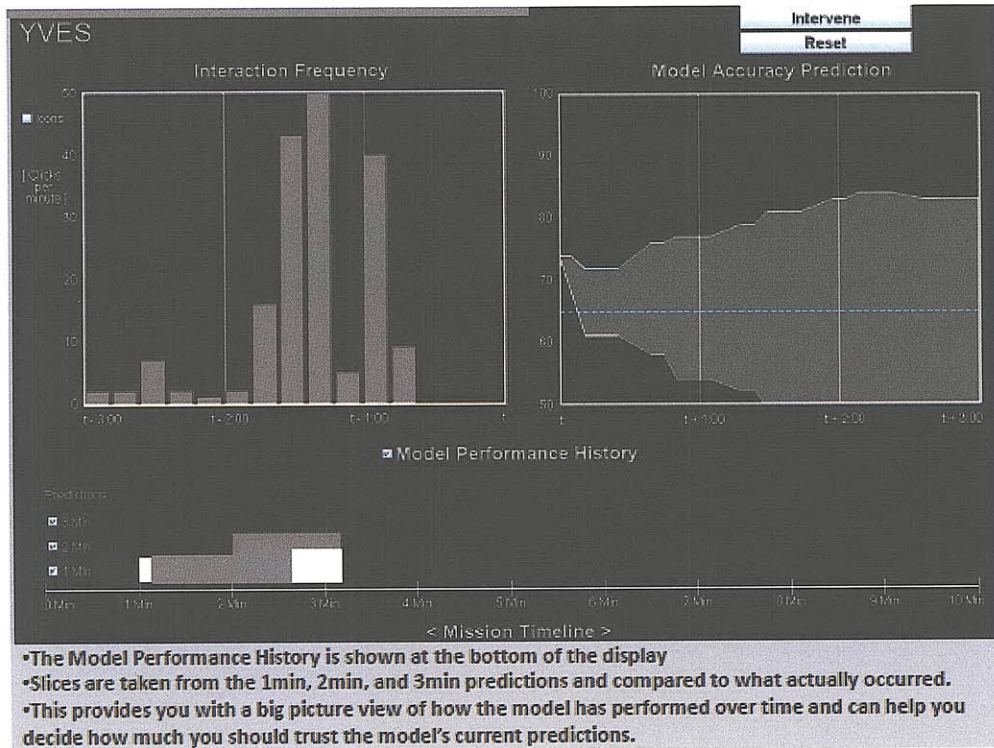 YVES
Intervene
Reset
Interaction Frequency
Model Accuracy Prediction
50
100
Icons
40
90
[Clicks
per
minute]
30
80
20
70
10
60
0
50
t - 3:00
t - 2:00
t - 1:00
t
t
t + 1:00
t + 2:00
t + 3:00
Model Performance History
Predictions
3 Min
2 Min
1 Min
0 Min
1 Min
2 Min
3 Min
4 Min
5 Min
6 Min
7 Min
8 Min
9 Min
10 Min
< Mission Timeline >
•The Model Performance History is shown at the bottom of the display
•Slices are taken from the 1min, 2min, and 3min predictions and compared to what actually occurred.
•This provides you with a big picture view of how the model has performed over time and can help you
decide how much you should trust the model's current predictions.